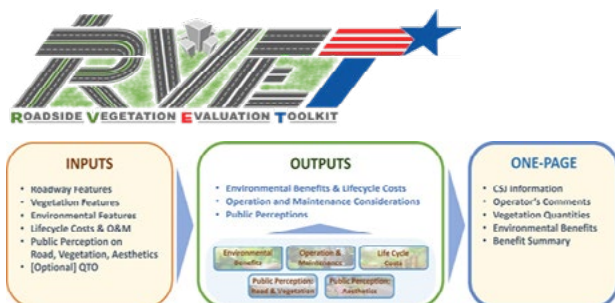 RVET
ROADSIDE VEGETATION EVALUATION TOOLKIT
INPUTS
• Roadway Features
• Vegetation Features
• Environmental Features
• Lifecycle Costs & O&M
• Public Perception on
Road, Vegetation, Aesthetics
• [Optional] QTO
OUTPUTS
• Environmental Benefits & Lifecycle Costs
• Operation and Maintenance Considerations
• Public Perceptions
Environmental
Benefits
Operation &
Maintenance
Life Cycle
Costs
Public Perception:
Road & Vegetation
Public Perception:
Aesthetics
ONE-PAGE
• CSJ Information
• Operator's Comments
• Vegetation Quantities
• Environmental Benefits
• Benefit Summary